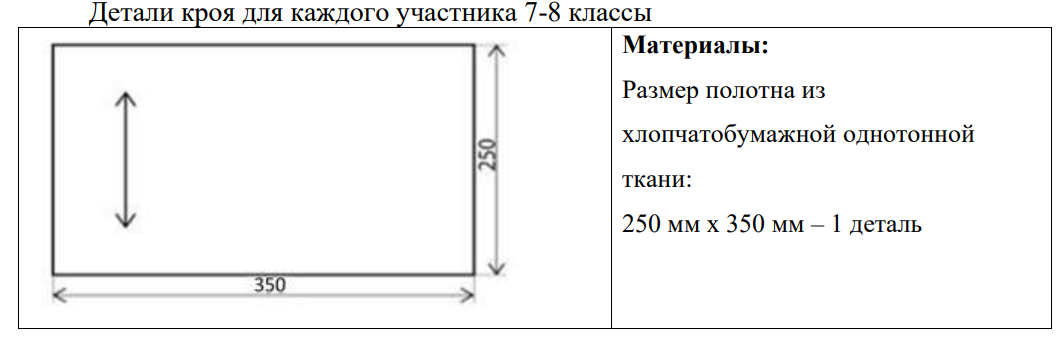 Детали кроя для каждого участника 7-8 классы
Материалы:
Размер полотна из
хлопчатобумажной однотонной
ткани:
250 мм х 350 мм – 1 деталь
250
350